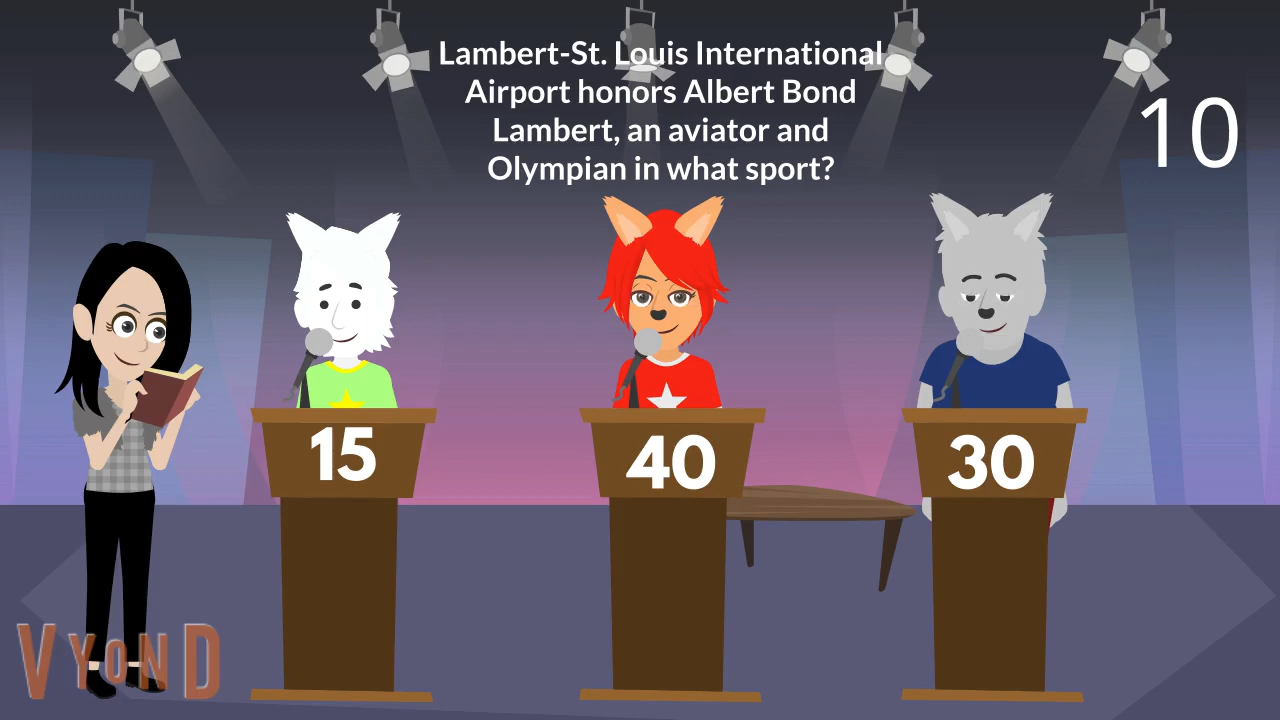 Lambert-St. Louis International
Airport honors Albert Bond
Lambert, an aviator and
Olympian in what sport?
10
15
40
30
VYOND